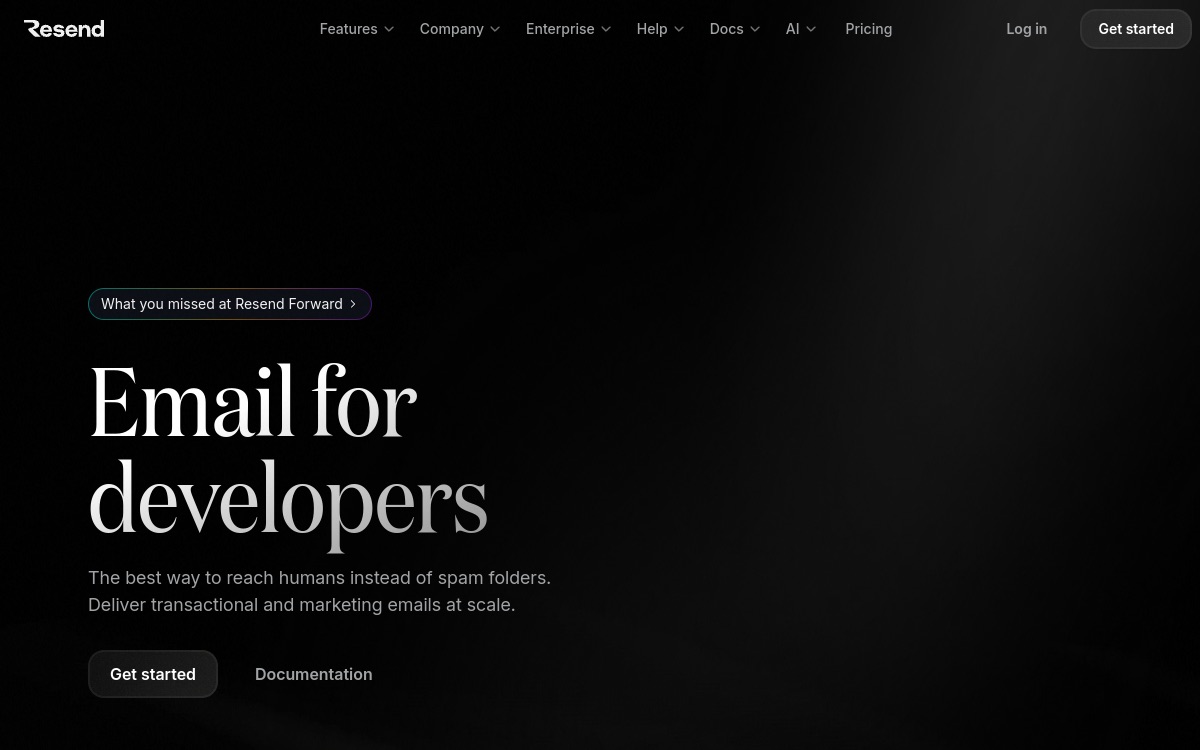 Resend
Features
Company
Enterprise
Help
Docs
AI
Pricing
Log in
Get started
What you missed at Resend Forward
Email for
developers
The best way to reach humans instead of spam folders.
Deliver transactional and marketing emails at scale.
Get started
Documentation